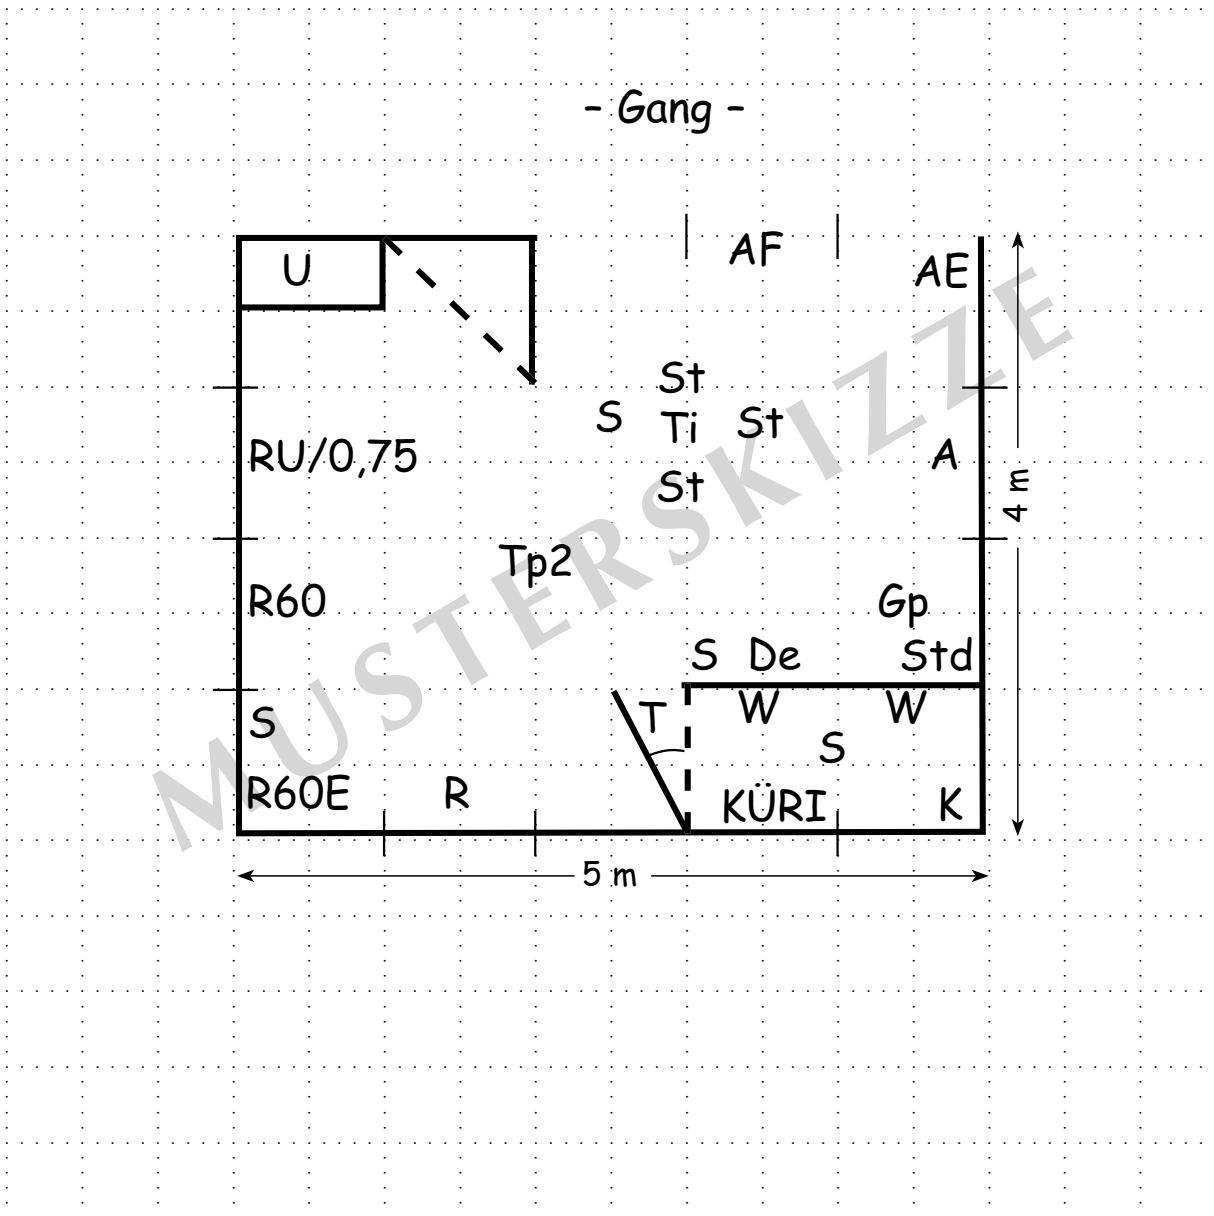 - Gang -
U
AF
AE
St
S
Ti
St
RU/0,75
A
St
4 m
Tp2
R60
Gp
S
De
Std
S
T
W
W
S
R60E
R
KÜRI
K
5 m
MUSTERSKIZZE